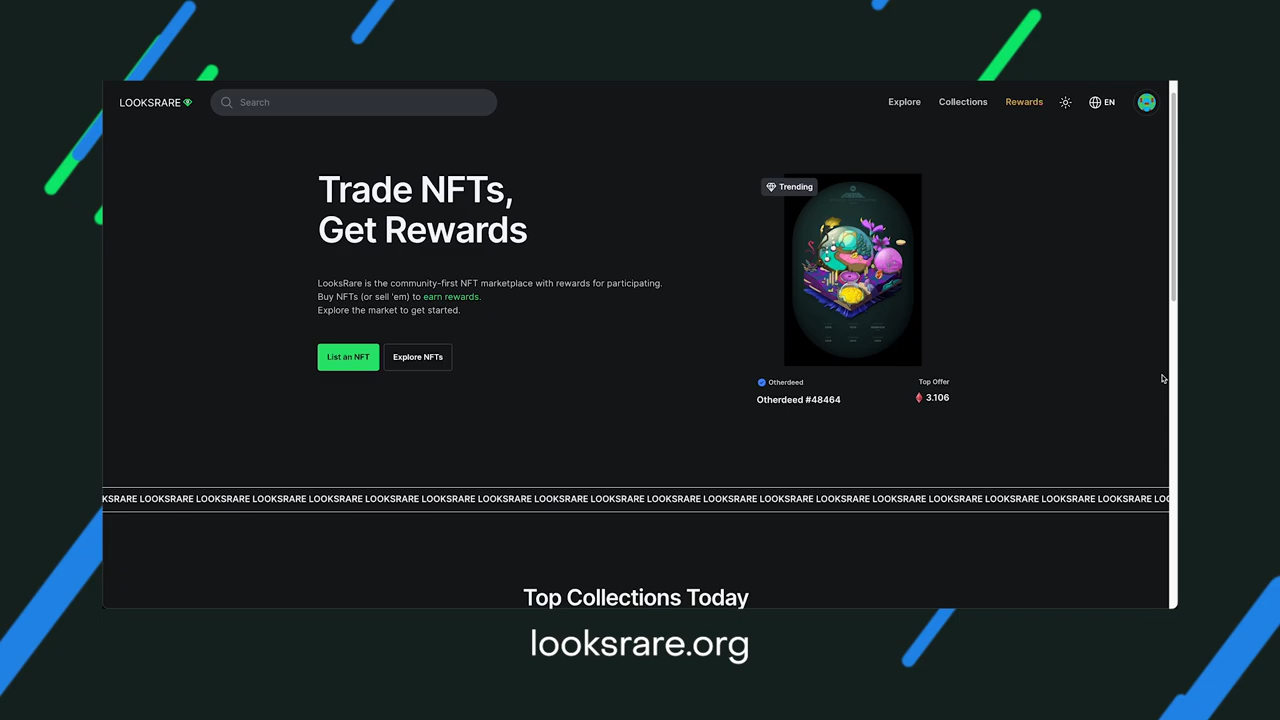 LOOKSRARE
Search
Explore
Collections
Rewards
EN
Trade NFTs,
Get Rewards
LooksRare is the community-first NFT marketplace with rewards for participating.
Buy NFTs (or sell 'em) to earn rewards.
Explore the market to get started.
List an NFT
Explore NFTs
Trending
Otherdeed
Otherdeed #48464
Top Offer
3.106
KSRARE LOOKSRARE LOOKSRARE LOOKSRARE LOOKSRARE LOOKSRARE LOOKSRARE LOOKSRARE LOOKSRARE LOOKSRARE LOOKSRARE LOOKSRARE LOOKSRARE LOOKSRARE LOOKSRARE LOOKSRARE LOOKSRARE LOOKSRARE LOOKSRARE LOO
Top Collections Today
looksrare.org